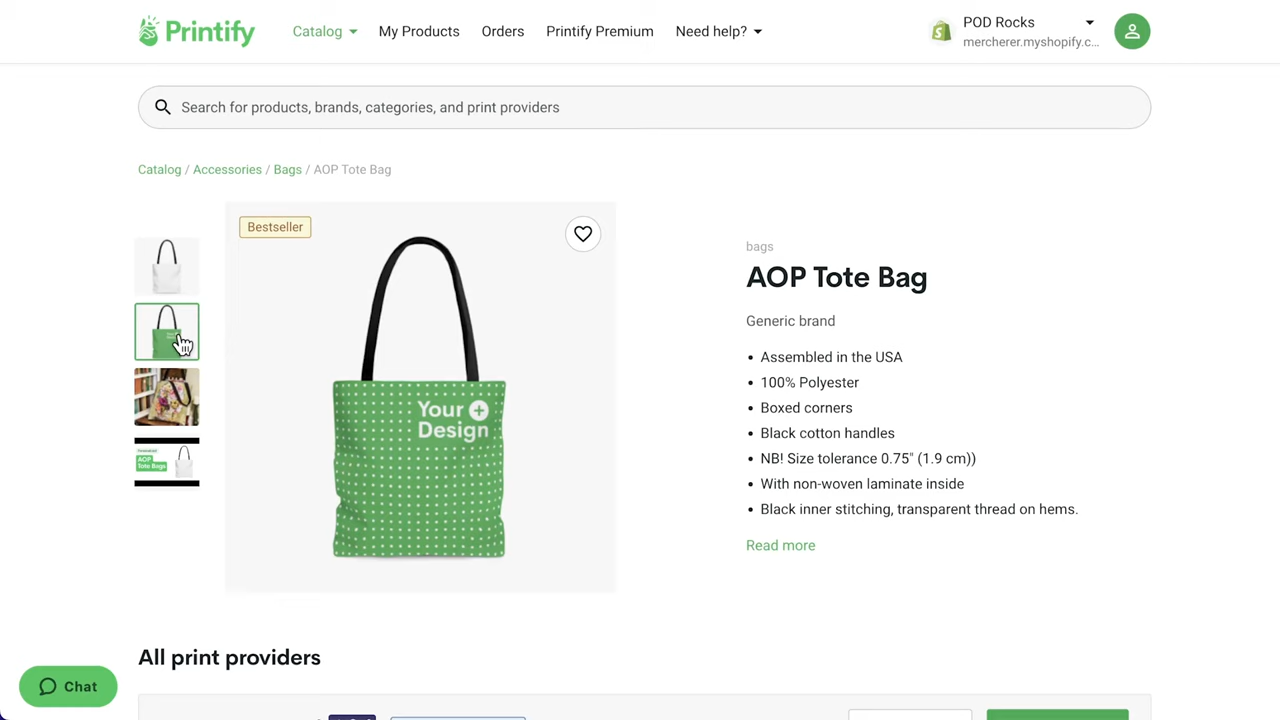 Printify
Catalog
My Products
Orders
Printify Premium
Need help?
POD Rocks
mercherer.myshopify.c...
Search for products, brands, categories, and print providers
Catalog / Accessories / Bags / AOP Tote Bag
Bestseller
Your
Design
AOP
Tote Bags
bags
AOP Tote Bag
Generic brand
• Assembled in the USA
• 100% Polyester
• Boxed corners
• Black cotton handles
• NB! Size tolerance 0.75" (1.9 cm))
• With non-woven laminate inside
• Black inner stitching, transparent thread on hems.
Read more
All print providers
Chat